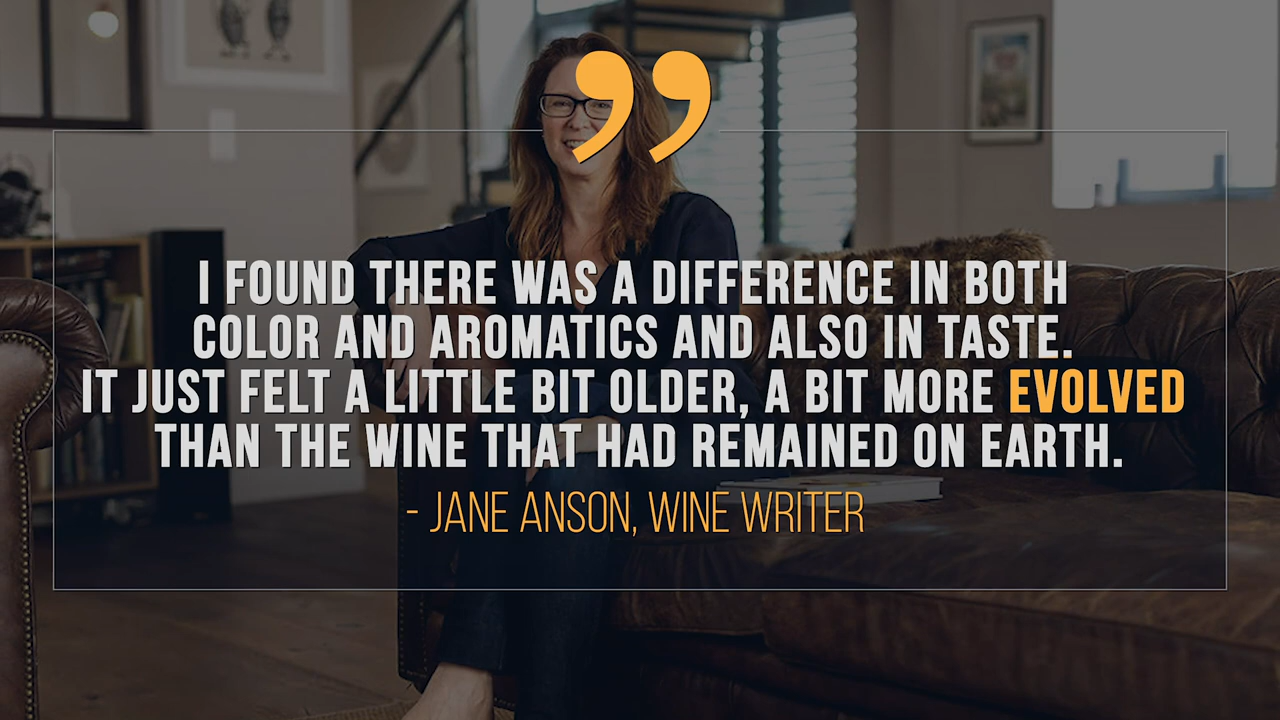 ”
I FOUND THERE WAS A DIFFERENCE IN BOTH
COLOR AND AROMATICS AND ALSO IN TASTE.
IT JUST FELT A LITTLE BIT OLDER, A BIT MORE EVOLVED
THAN THE WINE THAT HAD REMAINED ON EARTH.
- JANE ANSON, WINE WRITER